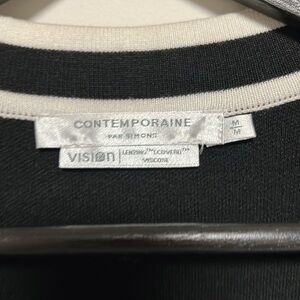 CONTEMPORAINE
PAR SIMONS
M
M
VISION
LENZING™ ECOVERO™
VISCOSE